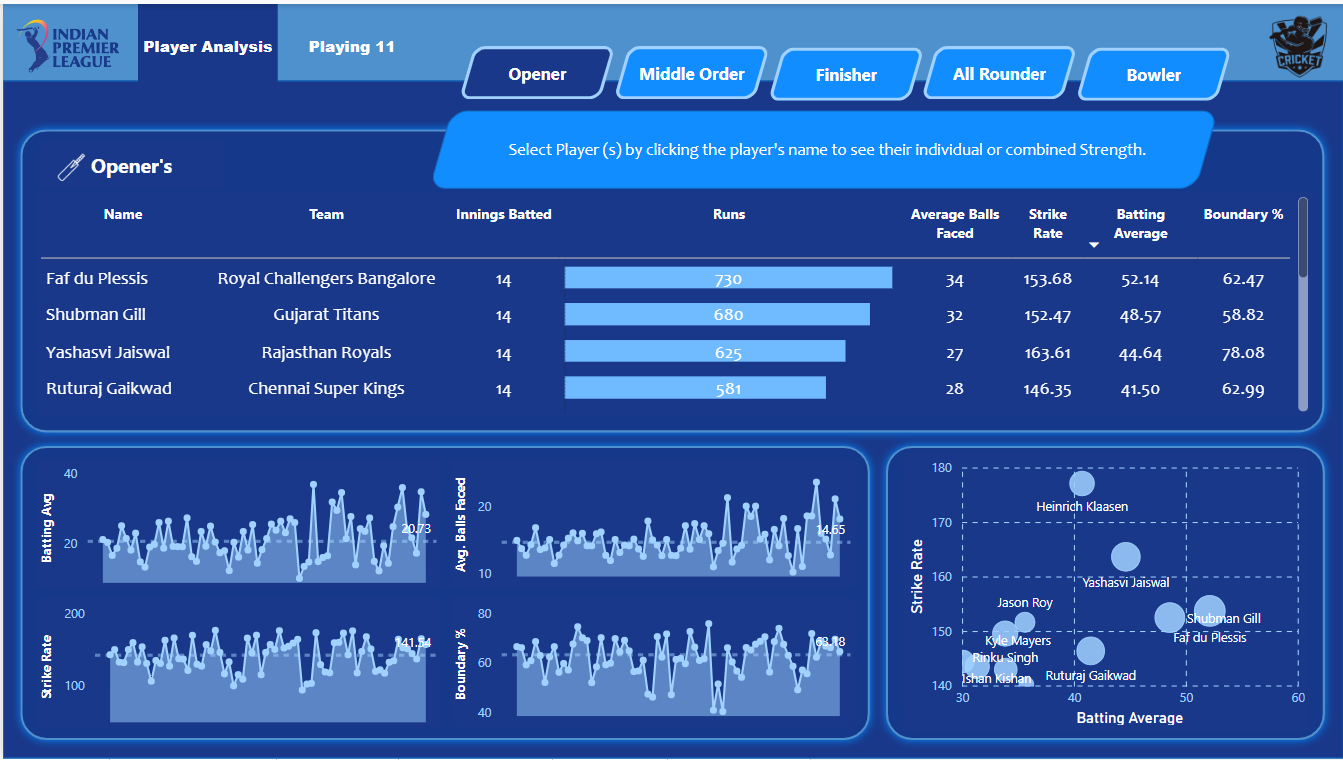 INDIAN
PREMIER
LEAGUE
Player Analysis
Playing 11
Opener
Middle Order
Finisher
All Rounder
Bowler
CRICKET
Select Player (s) by clicking the player's name to see their individual or combined Strength.
Opener's
Name Team Innings Batted Runs Average Balls Faced Strike Rate Batting Average Boundary %
Faf du Plessis Royal Challengers Bangalore 14 730 34 153.68 52.14 62.47
Shubman Gill Gujarat Titans 14 680 32 152.47 48.57 58.82
Yashasvi Jaiswal Rajasthan Royals 14 625 27 163.61 44.64 78.08
Ruturaj Gaikwad Chennai Super Kings 14 581 28 146.35 41.50 62.99
Batting Avg
40
20
20.73
Avg. Balls Faced
20
10
14.65
Strike Rate
200
100
141.54
Boundary %
80
60
40
63.18
Strike Rate
180
170
160
150
140
Heinrich Klaasen
Yashasvi Jaiswal
Jason Roy
Shubman Gill
Kyle Mayers
Faf du Plessis
Rinku Singh
Ruturaj Gaikwad
Ishan Kishan
30 40 50 60
Batting Average